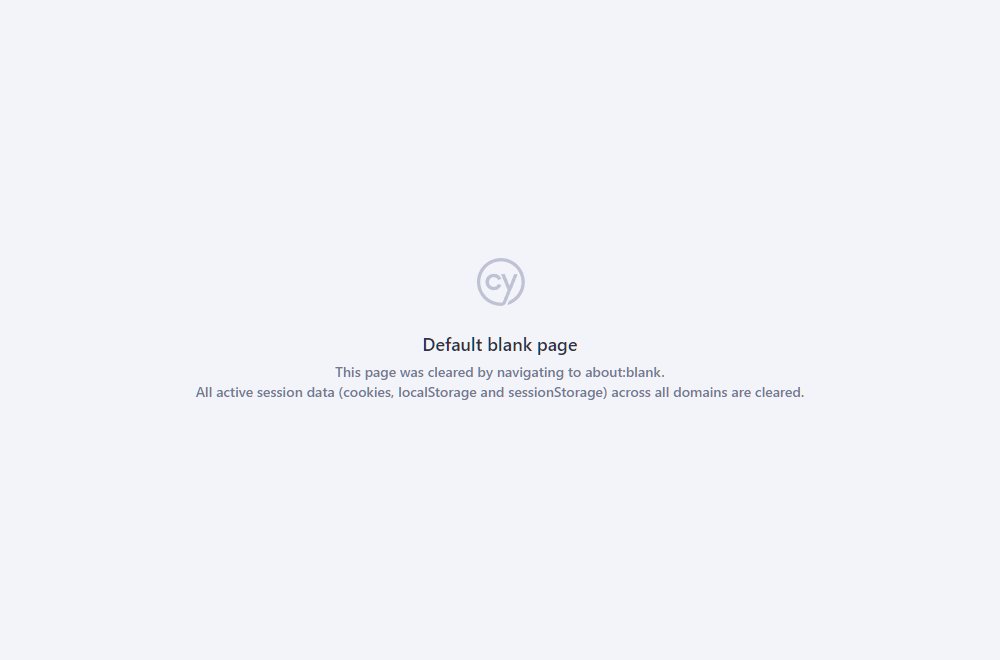 cy
Default blank page
This page was cleared by navigating to about:blank.
All active session data (cookies, localStorage and sessionStorage) across all domains are cleared.